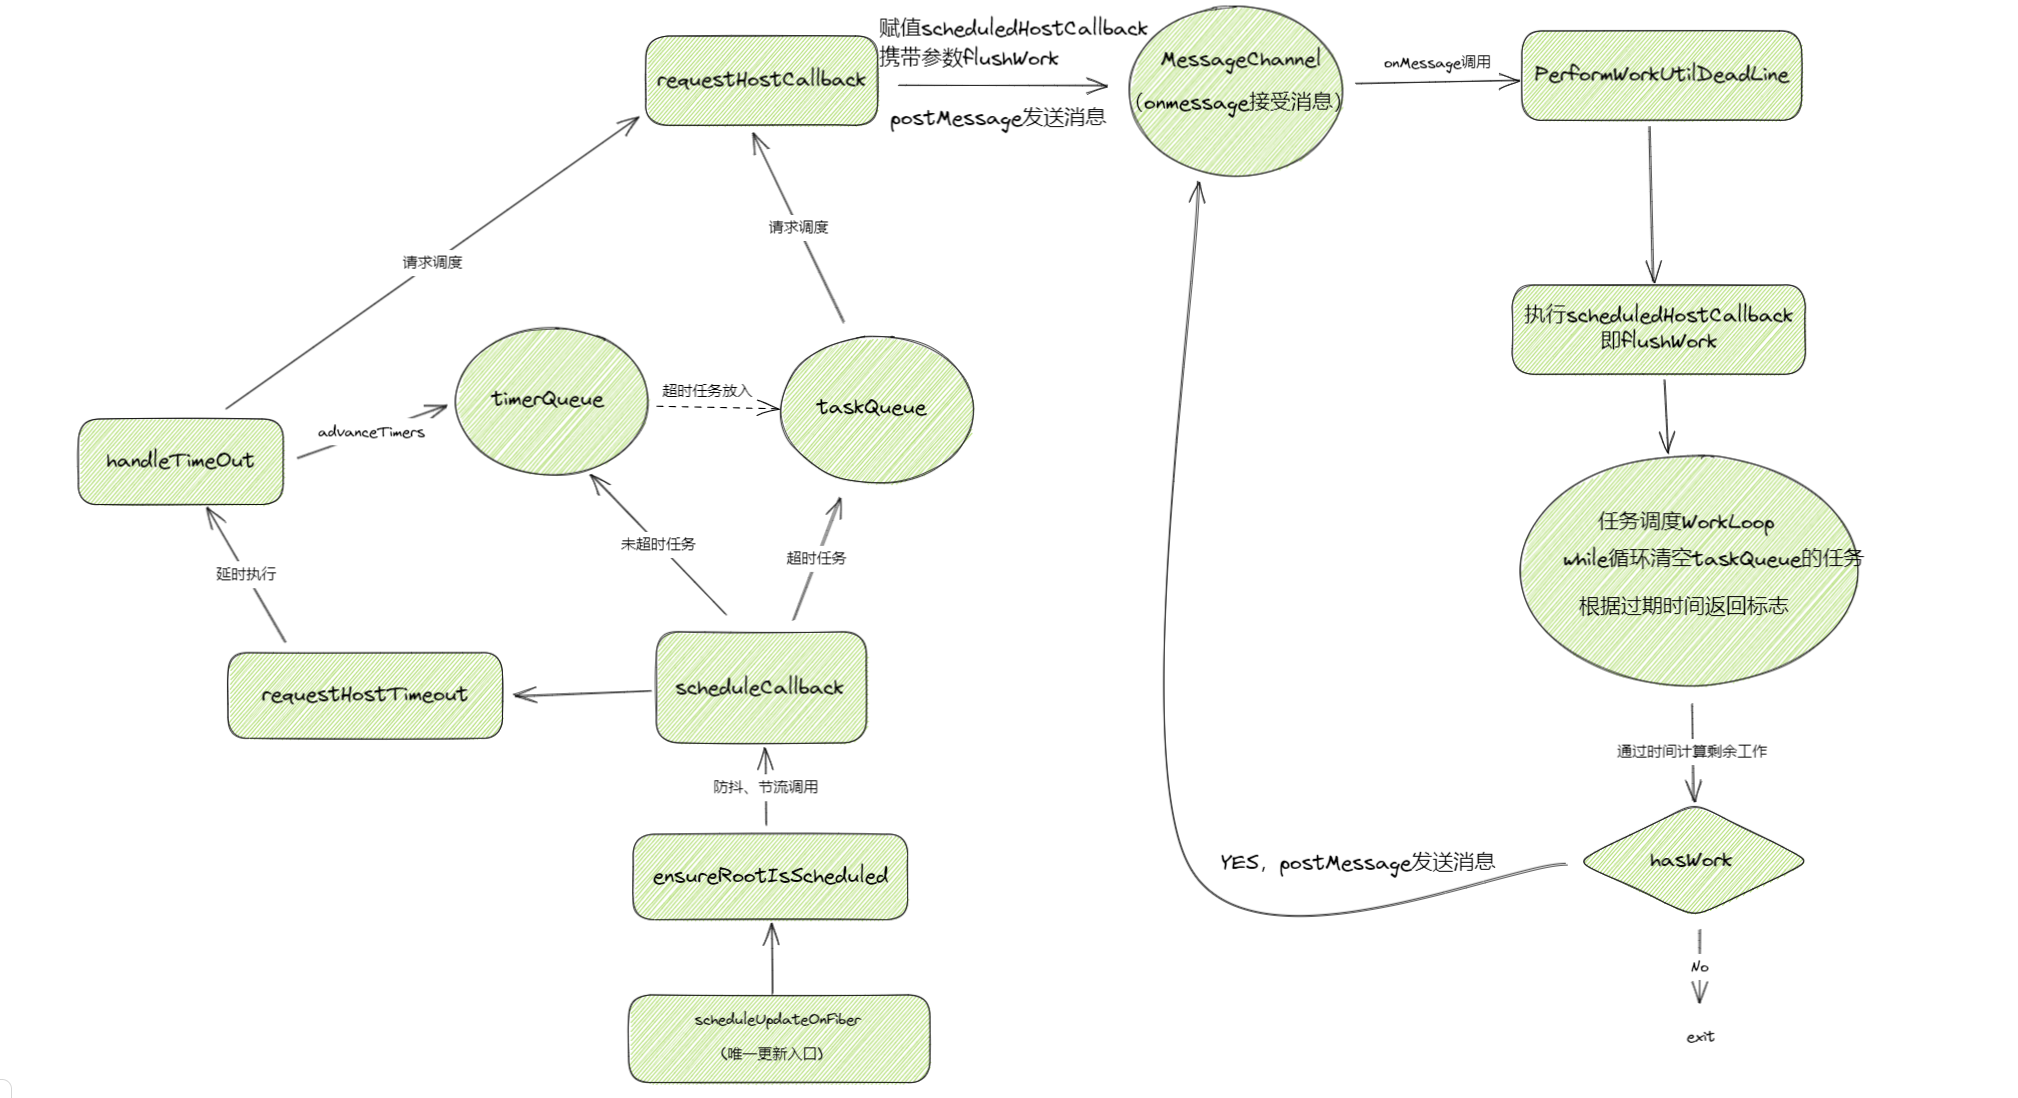 赋值scheduledHostCallback
携带参数flushWork
requestHostCallback
postMessage发送消息
MessageChannel
(onmessage接受消息)
onMessage调用
PerformWorkUtilDeadLine
请求调度
请求调度
执行scheduledHostCallback
即flushWork
timerQueue
超时任务放入
taskQueue
advanceTimers
handleTimeOut
任务调度WorkLoop
while循环清空taskQueue的任务
根据过期时间返回标志
未超时任务
超时任务
延时执行
requestHostTimeout
scheduleCallback
通过时间计算剩余工作
防抖、节流调用
hasWork
YES，postMessage发送消息
ensureRootIsScheduled
No
exit
scheduleUpdateOnFiber
（唯一更新入口）